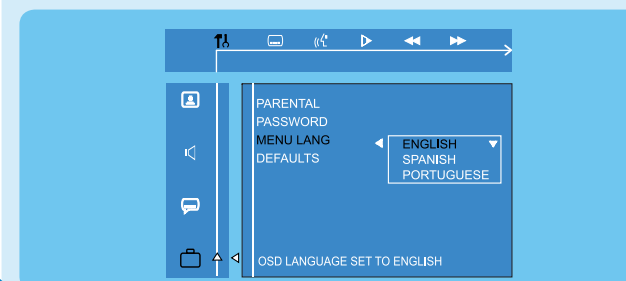 PARENTAL
PASSWORD
MENU LANG
DEFAULTS
ENGLISH
SPANISH
PORTUGUESE
OSD LANGUAGE SET TO ENGLISH